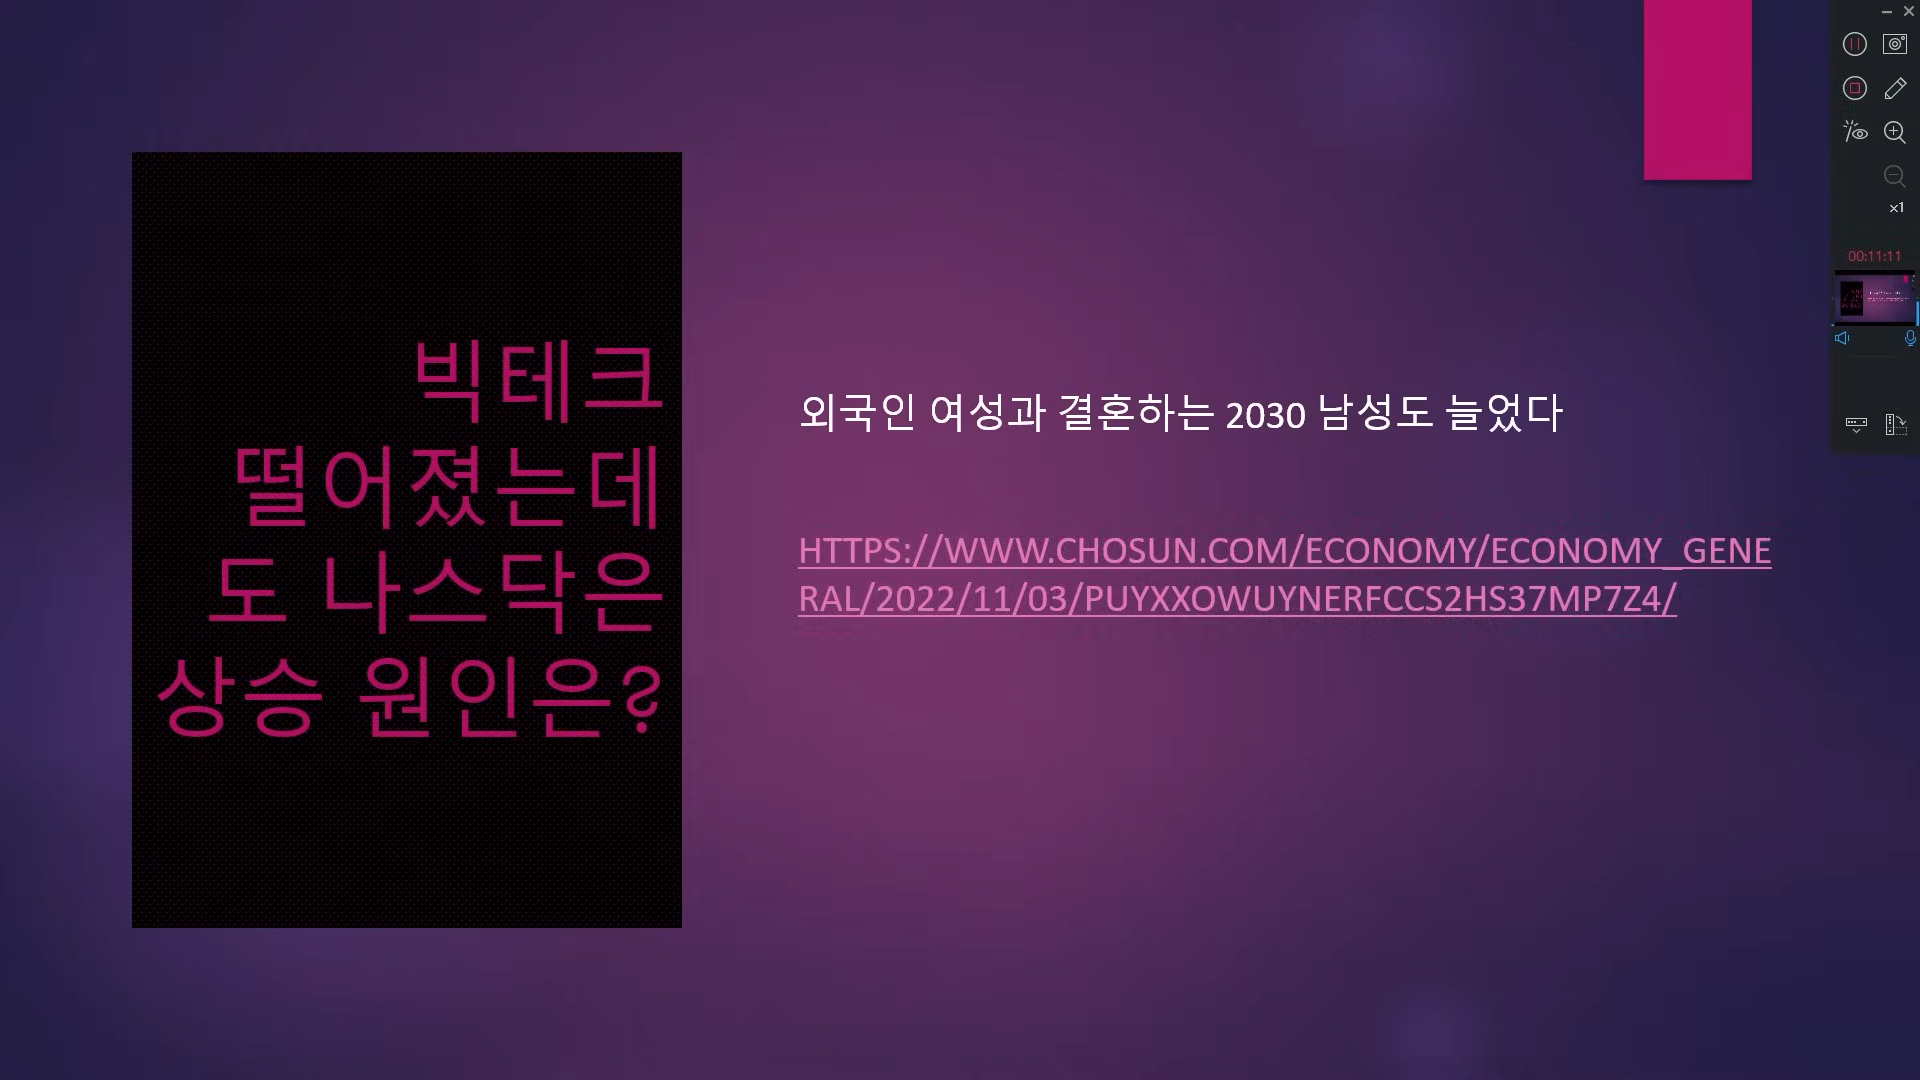 빅테크
떨어졌는데
도 나스닥은
상승 원인은?
외국인 여성과 결혼하는 2030 남성도 늘었다
HTTPS://WWW.CHOSUN.COM/ECONOMY/ECONOMY_GENE
RAL/2022/11/03/PUYXXOWUYNERFCCS2HS37MP7Z4/
x1
00:11:11